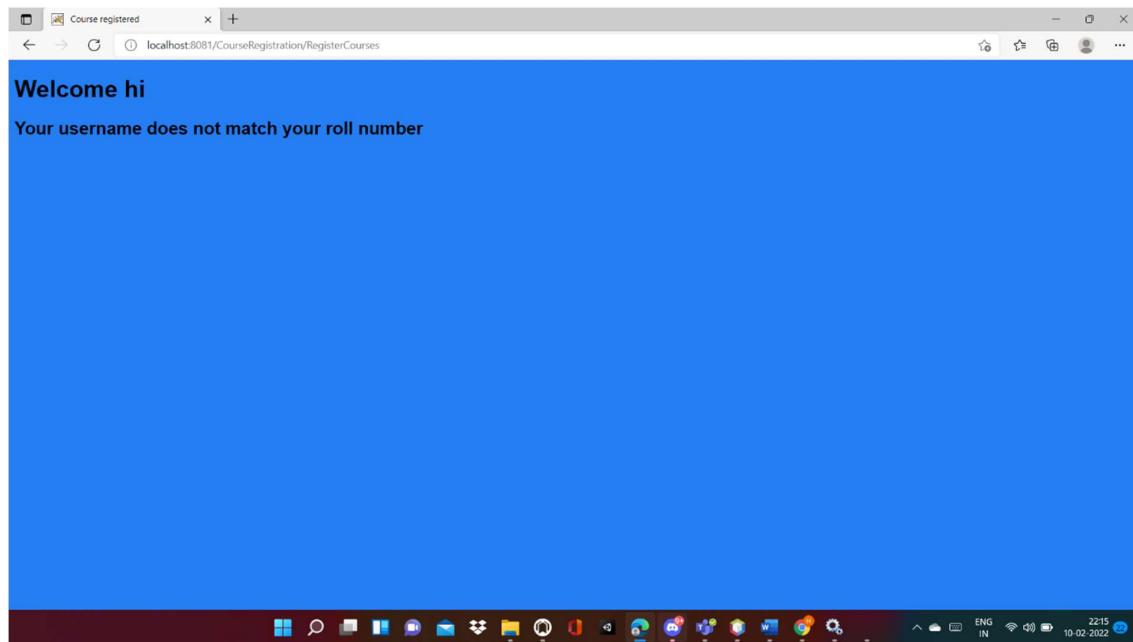 Course registered
localhost:8081/CourseRegistration/RegisterCourses
Welcome hi
Your username does not match your roll number
ENG
IN
22:15
10-02-2022
22